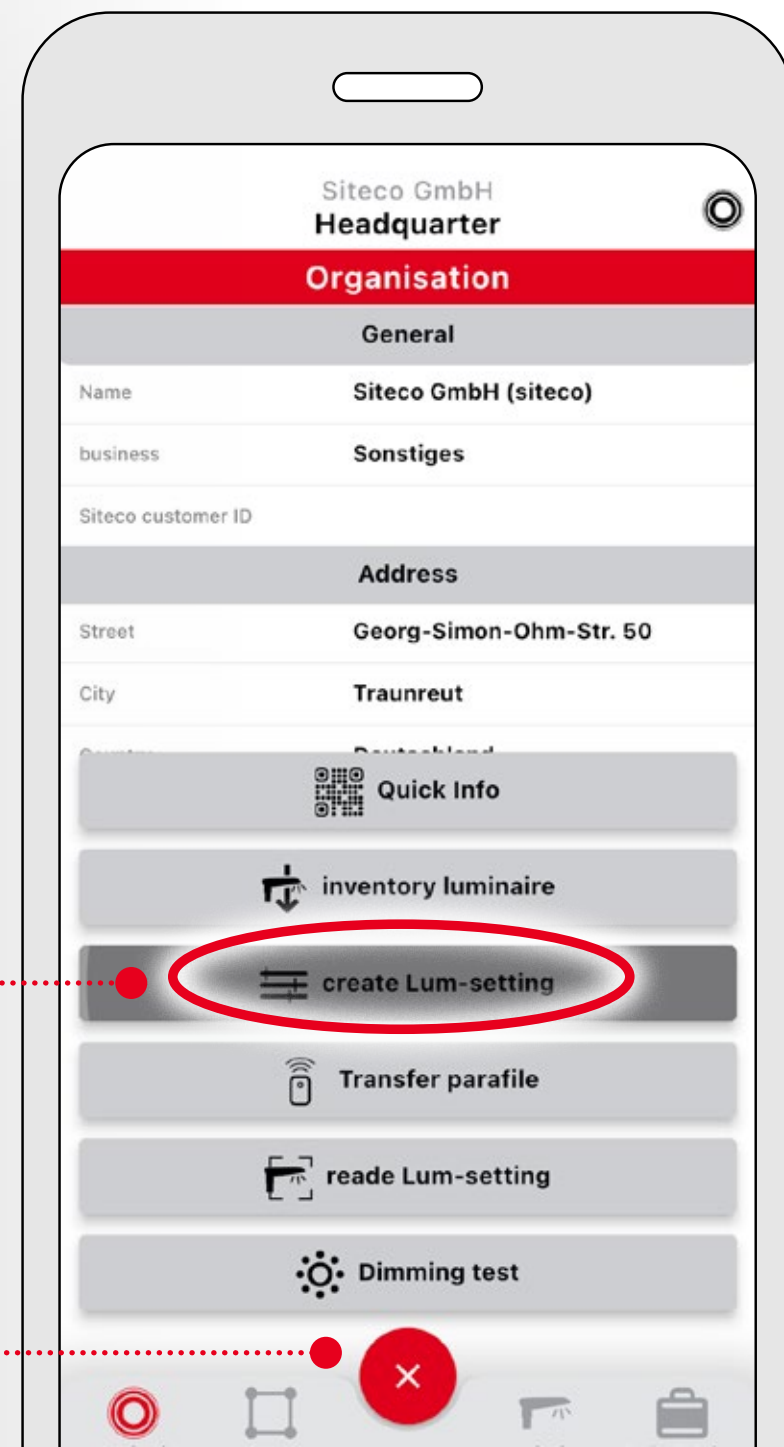 Siteco GmbH
Headquarter
Organisation
General
Name Siteco GmbH (siteco)
business Sonstiges
Siteco customer ID
Address
Street Georg-Simon-Ohm-Str. 50
City Traunreut
Quick Info
inventory luminaire
create Lum-setting
Transfer parafile
reade Lum-setting
Dimming test